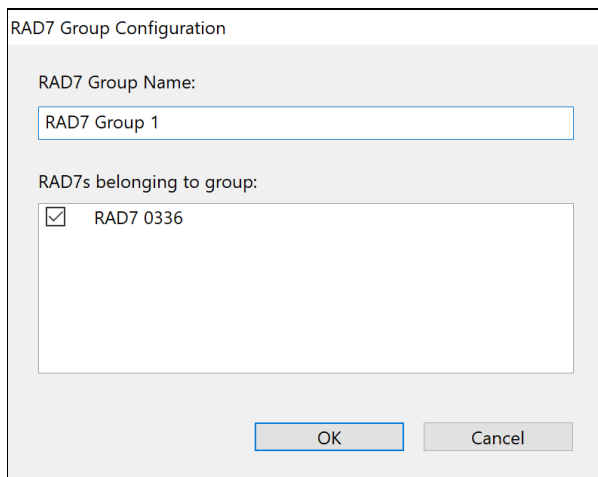 RAD7 Group Configuration
RAD7 Group Name:
RAD7 Group 1
RAD7s belonging to group:
RAD7 0336
OK Cancel